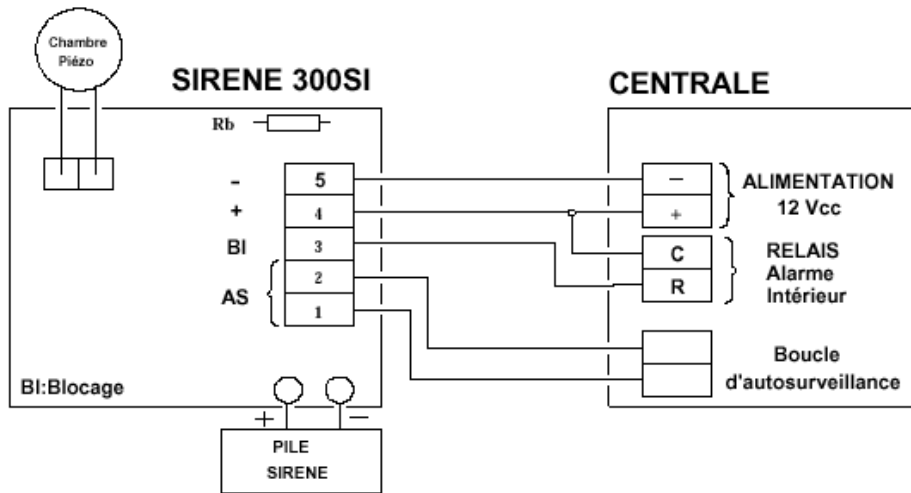 Chambre
Piézo
SIRENE 300SI
CENTRALE
Rb
- 5
+ 4
BI 3
AS 2
1
−
+
ALIMENTATION
12 Vcc
C
R
RELAIS
Alarme
Intérieur
Boucle
d'autosurveillance
BI:Blocage
+ −
PILE
SIRENE